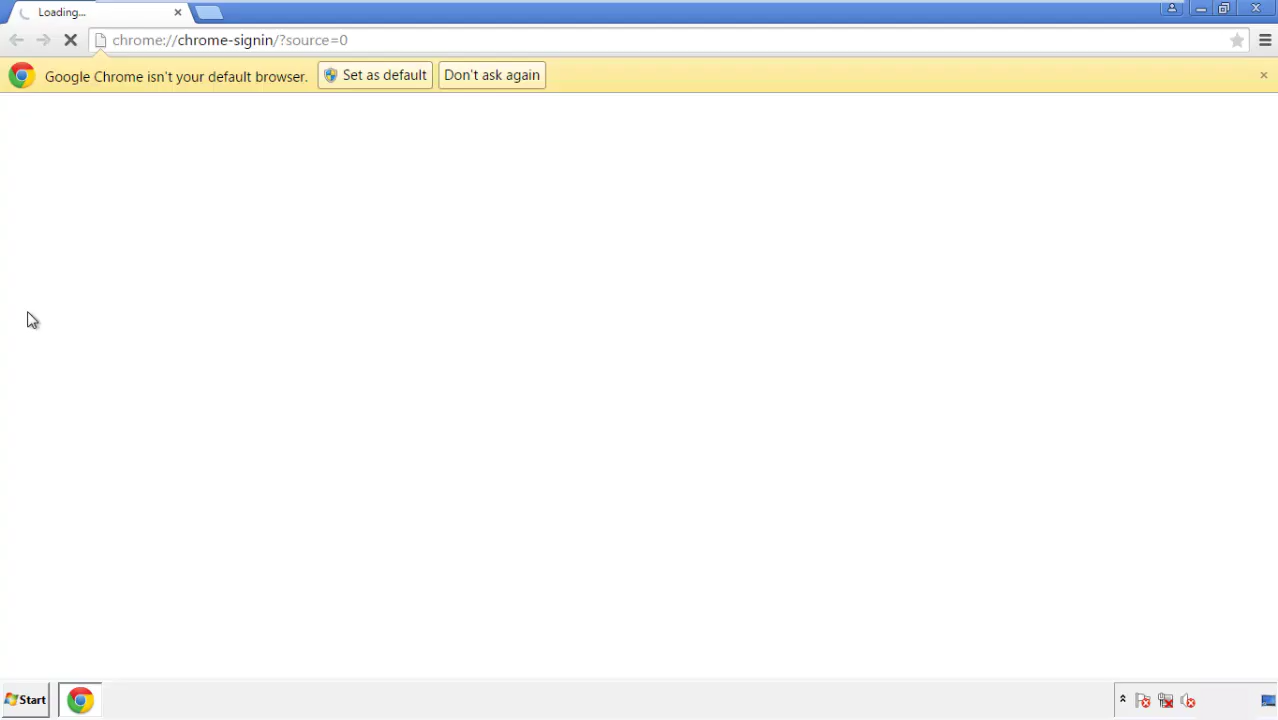 Loading...
chrome://chrome-signin/?source=0
Google Chrome isn't your default browser. Set as default Don't ask again
Start